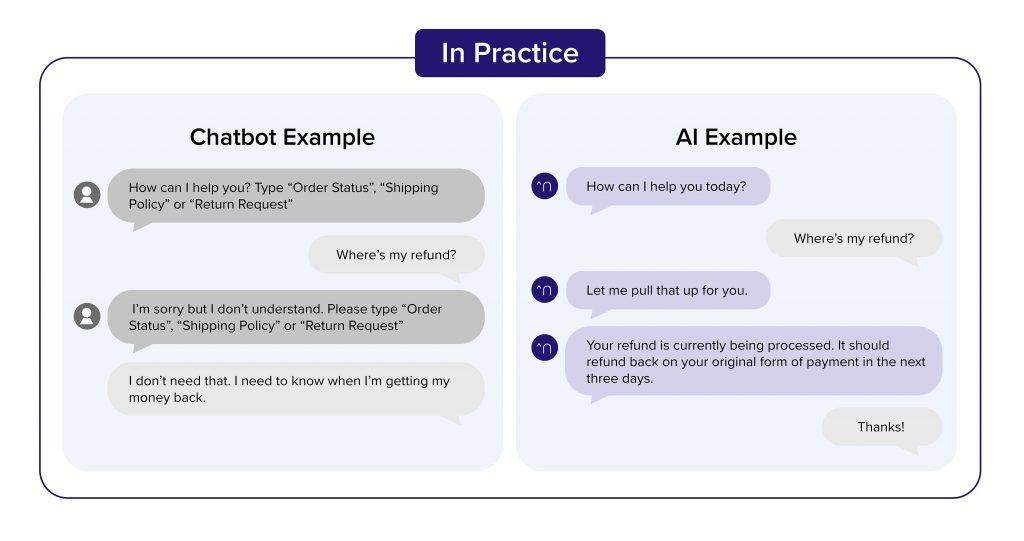 In Practice
Chatbot Example
How can I help you? Type “Order Status”, “Shipping
Policy” or “Return Request”
Where’s my refund?
I’m sorry but I don’t understand. Please type “Order
Status”, “Shipping Policy” or “Return Request”
I don’t need that. I need to know when I’m getting my
money back.
AI Example
How can I help you today?
Where’s my refund?
Let me pull that up for you.
Your refund is currently being processed. It should
refund back on your original form of payment in the next
three days.
Thanks!